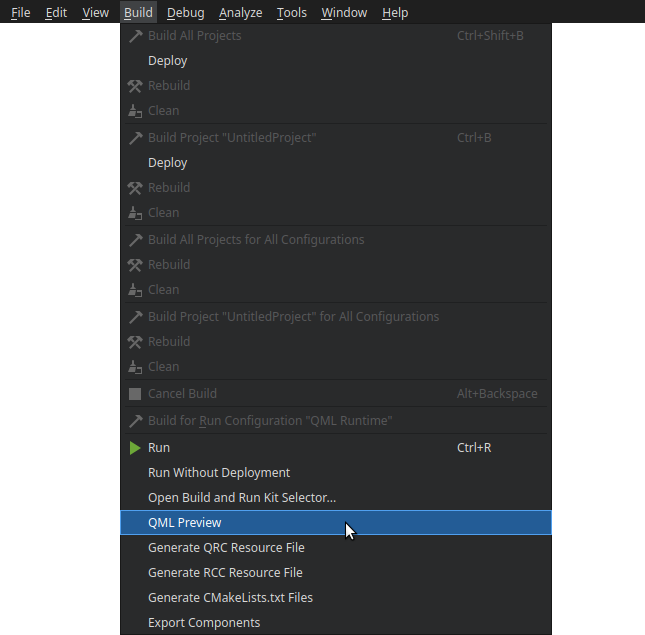 File Edit View Build Debug Analyze Tools Window Help
Build All Projects Ctrl+Shift+B
Deploy
Rebuild
Clean
Build Project "UntitledProject" Ctrl+B
Deploy
Rebuild
Clean
Build All Projects for All Configurations
Rebuild
Clean
Build Project "UntitledProject" for All Configurations
Rebuild
Clean
Cancel Build Alt+Backspace
Build for Run Configuration "QML Runtime"
Run Ctrl+R
Run Without Deployment
Open Build and Run Kit Selector...
QML Preview
Generate QRC Resource File
Generate RCC Resource File
Generate CMakeLists.txt Files
Export Components